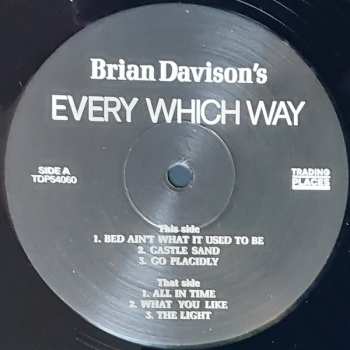 Brian Davison's
EVERY WHICH WAY
SIDE A
TDP54060
TRADING
PLACES
This side
1. BED AIN'T WHAT IT USED TO BE
2. CASTLE SAND
3. GO PLACIDLY
That side
1. ALL IN TIME
2. WHAT YOU LIKE
3. THE LIGHT